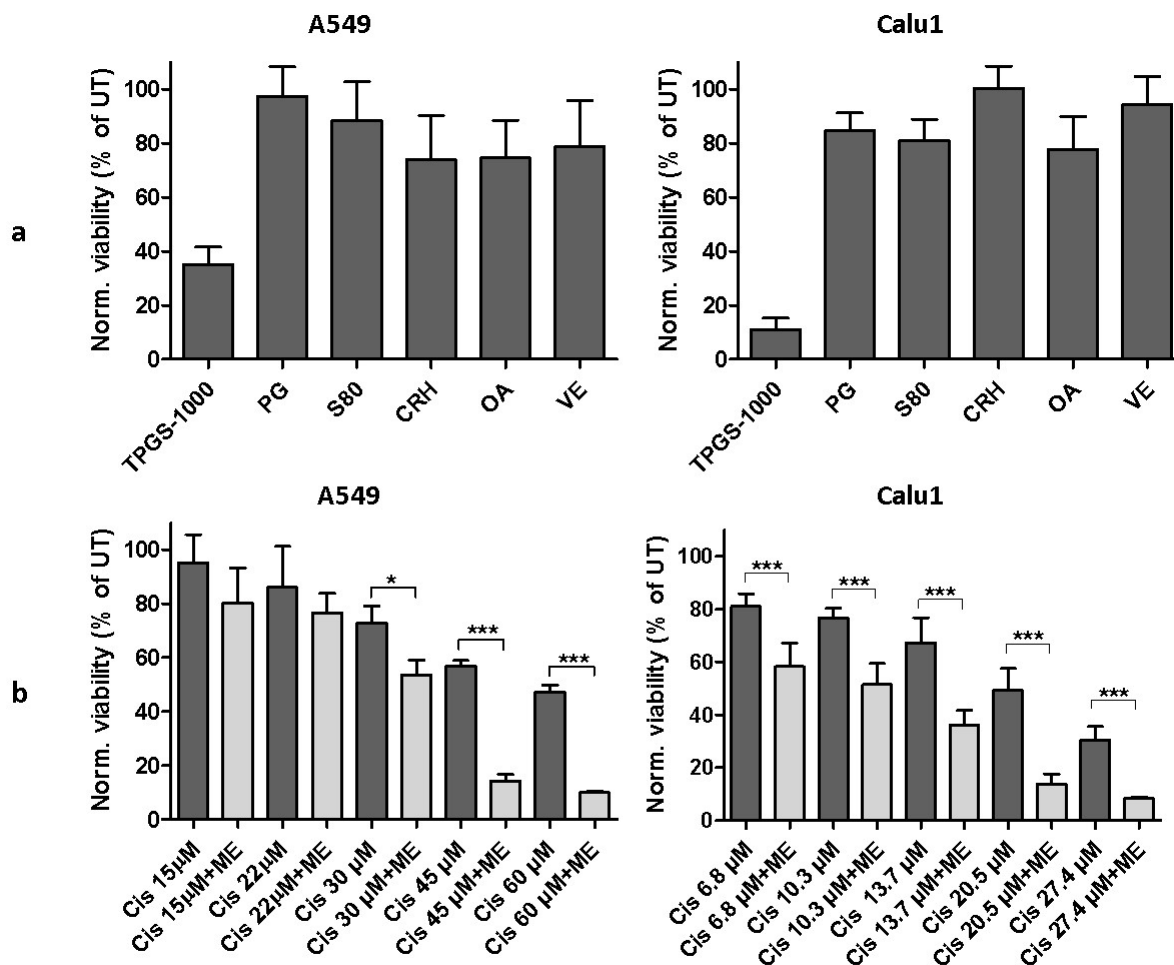 A549
Calu1
a
Norm. viability (% of UT)
100
80
60
40
20
0
TPGS-1000
PG
S80
CRH
OA
VE
Norm. viability (% of UT)
100
80
60
40
20
0
TPGS-1000
PG
S80
CRH
OA
VE
A549
Calu1
b
Norm. viability (% of UT)
100
80
60
40
20
0
*
***
***
Cis 15µM
Cis 15µM+ME
Cis 22µM
Cis 22µM+ME
Cis 30 µM
Cis 30 µM+ME
Cis 45 µM
Cis 45 µM+ME
Cis 60 µM
Cis 60 µM+ME
Norm. viability (% of UT)
100
80
60
40
20
0
***
***
***
***
***
Cis 6.8 µM
Cis 6.8 µM+ME
Cis 10.3 µM
Cis 10.3 µM+ME
Cis 13.7 µM
Cis 13.7 µM+ME
Cis 20.5 µM
Cis 20.5 µM+ME
Cis 27.4 µM
Cis 27.4 µM+ME